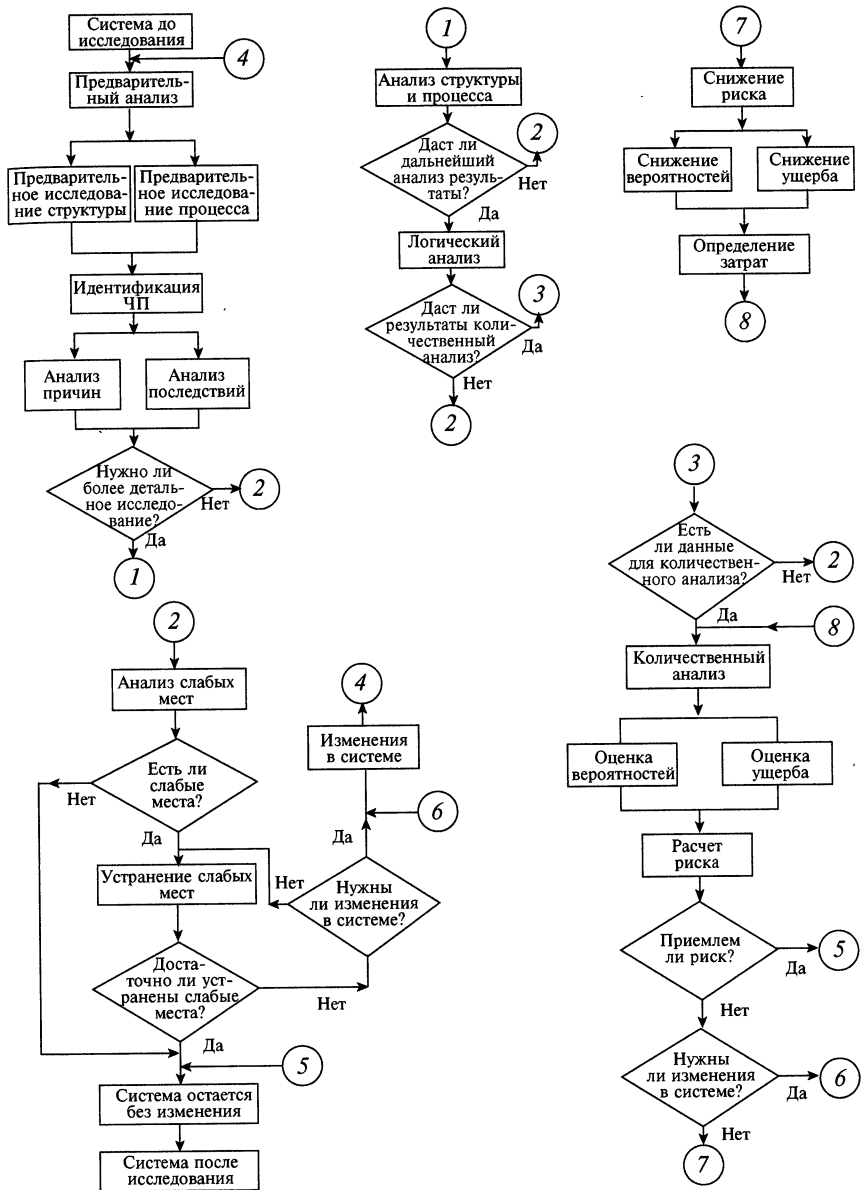 Система до
исследования
4
Предваритель-
ный анализ
Предваритель-
ное исследова-
ние структуры
Предваритель-
ное исследова-
ние процесса
Идентификация
ЧП
Анализ
причин
Анализ
последствий
Нужно ли
более деталь-
ное исследо-
вание?
Нет
2
Да
1
1
Анализ структуры
и процесса
Даст ли
дальнейший
анализ резуль-
таты?
2
Нет
Да
Логический
анализ
Даст ли
результаты коли-
чественный
анализ?
3
Да
Нет
2
7
Снижение
риска
Снижение
вероятностей
Снижение
ущерба
Определение
затрат
8
2
Анализ слабых
мест
Есть ли
слабые
места?
Нет
Да
Устранение слабых
мест
Доста-
точно ли уст-
ранены слабые
места?
Нет
Да
5
Система остается
без изменения
Система после
исследования
4
Изменения
в системе
6
Да
Нет
Нужны
ли изменения
в системе?
3
Есть
ли данные
для количествен-
ного анализа?
Нет
2
Да
8
Количественный
анализ
Оценка
вероятностей
Оценка
ущерба
Расчет
риска
Приемлем
ли риск?
Да
5
Нет
Нужны
ли изменения
в системе?
Да
6
Нет
7